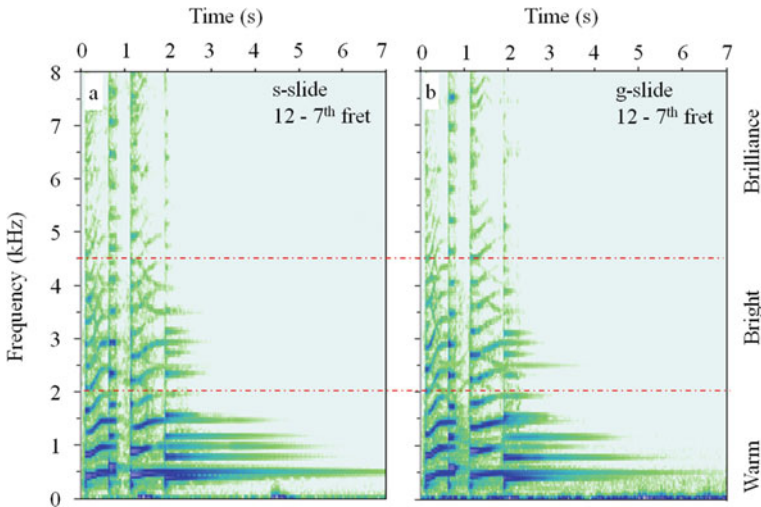 Time (s)
Time (s)
0 1 2 3 4 5 6 7
0 1 2 3 4 5 6 7
8
7
6
5
4
3
2
1
0
Frequency (kHz)
a
s-slide
12 - 7th fret
b
g-slide
12 - 7th fret
Brilliance
Bright
Warm